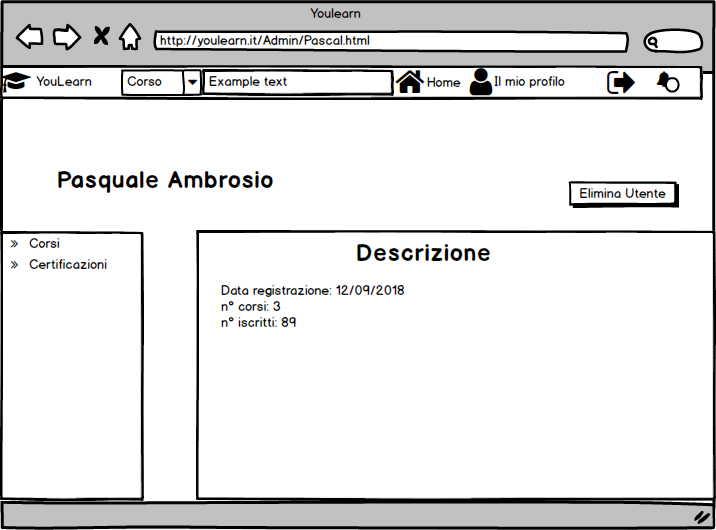 Youlearn
http://youlearn.it/Admin/Pascal.html
YouLearn Corso Example text Home Il mio profilo
Pasquale Ambrosio
Elimina Utente
Corsi
Certificazioni
Descrizione
Data registrazione: 12/09/2018
n° corsi: 3
n° iscritti: 89